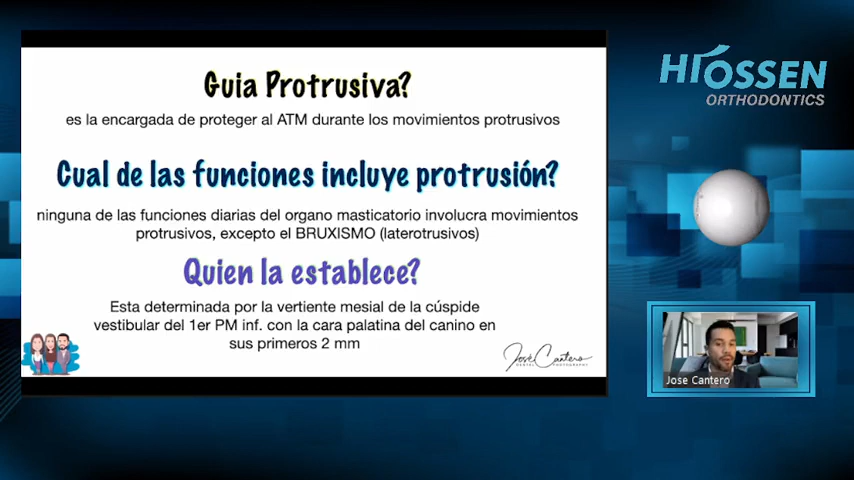 Guia Protrusiva?
es la encargada de proteger al ATM durante los movimientos protrusivos
Cual de las funciones incluye protrusión?
ninguna de las funciones diarias del organo masticatorio involucra movimientos
protrusivos, excepto el BRUXISMO (laterotrusivos)
Quien la establece?
Esta determinada por la vertiente mesial de la cúspide
vestibular del 1er PM inf. con la cara palatina del canino en
sus primeros 2 mm
José Cantero
DENTAL PHOTOGRAPHY
HIOSSEN
ORTHODONTICS
Jose Cantero